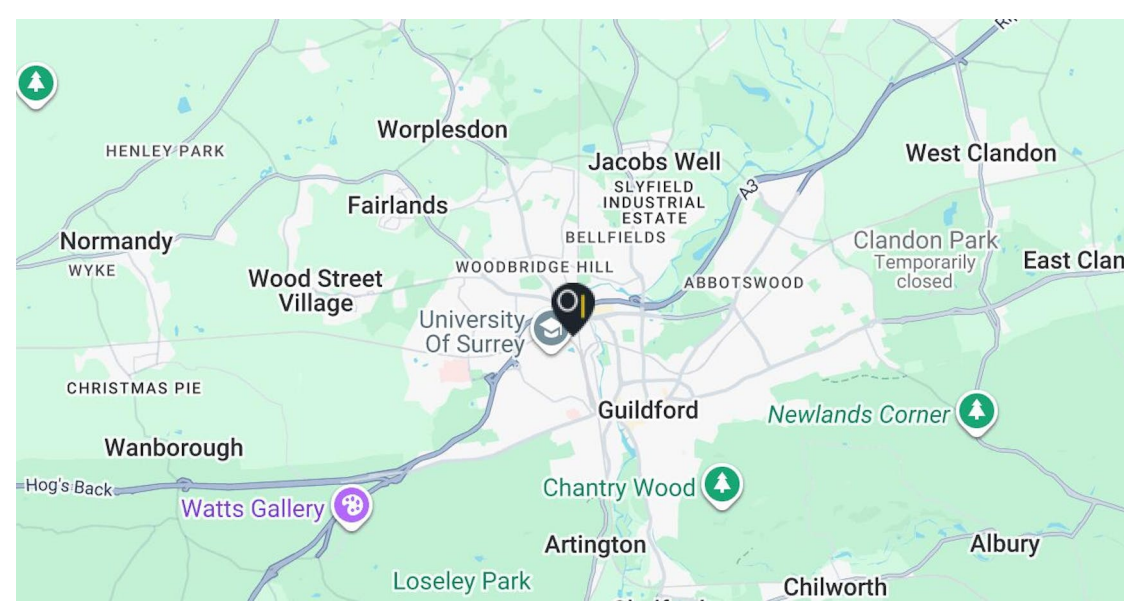 Worplesdon
HENLEY PARK
Jacobs Well
West Clandon
SLYFIELD
INDUSTRIAL
ESTATE
A3
Fairlands
BELLFIELDS
Normandy
WYKE
Clandon Park
Temporarily
closed
East Clan
Wood Street
Village
WOODBRIDGE HILL
ABBOTSWOOD
University
Of Surrey
CHRISTMAS PIE
Guildford
Newlands Corner
Wanborough
Hog's Back
Watts Gallery
Chantry Wood
Artington
Albury
Loseley Park
Chilworth